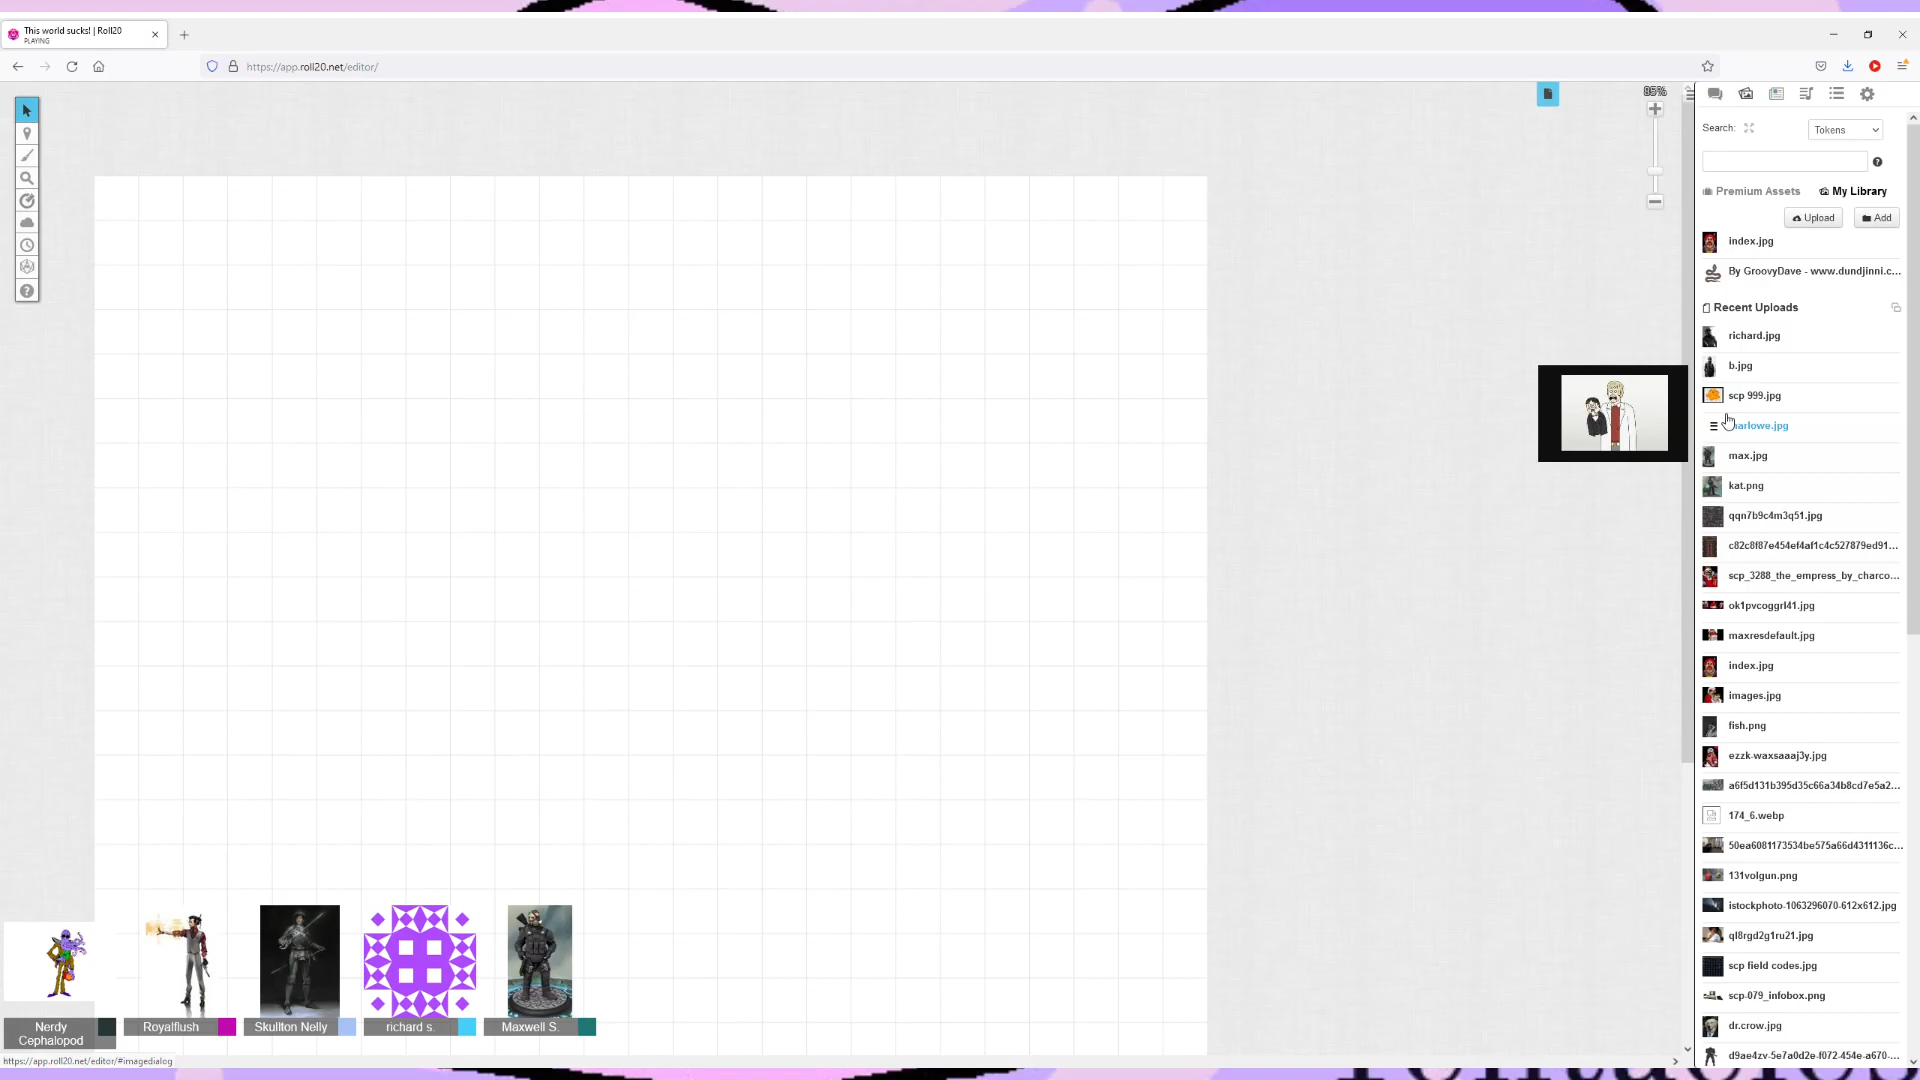 This world sucks! | Roll20
PLAYING
https://app.roll20.net/editor/
85%
Search:
Tokens
Premium Assets
My Library
Upload
Add
index.jpg
By GroovyDave - www.dundjinni.c...
Recent Uploads
richard.jpg
b.jpg
scp 999.jpg
arlowe.jpg
max.jpg
kat.png
qqn7b9c4m3q51.jpg
c82c8f87e454ef4af1c4c527879ed91...
scp_3288_the_empress_by_charco...
ok1pvcoggrl41.jpg
maxresdefault.jpg
index.jpg
images.jpg
fish.png
ezzk-waxsaaaj3y.jpg
a6f5d131b395d35c66a34b8cd7e5a2...
174_6.webp
50ea6081173534be575a66d4311136c...
131volgun.png
istockphoto-1063296070-612x612.jpg
ql8rgd2g1ru21.jpg
scp field codes.jpg
scp-079_infobox.png
dr.crow.jpg
d9ae4zv-5e7a0d2e-f072-454e-a670-...
Nerdy
Cephalopod
Royalflush
Skullton Nelly
richard s.
Maxwell S.
https://app.roll20.net/editor/#imagedialog